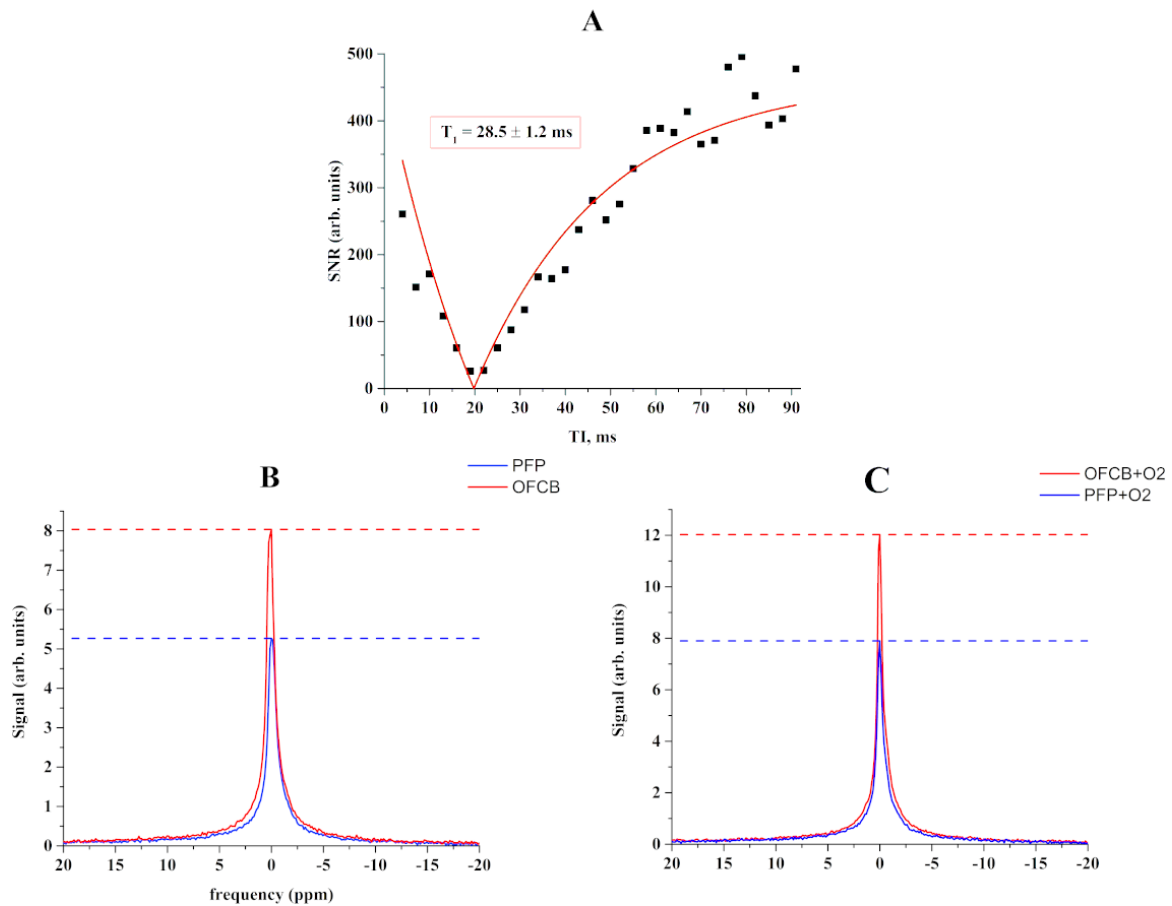 A
500
400
300
200
100
0
SNR (arb. units)
T1 = 28.5 ± 1.2 ms
0 10 20 30 40 50 60 70 80 90
TI, ms
B
PFP
OFCB
8
7
6
5
4
3
2
1
0
Signal (arb. units)
20 15 10 5 0 -5 -10 -15 -20
frequency (ppm)
C
OFCB+O2
PFP+O2
12
10
8
6
4
2
0
Signal (arb. units)
20 15 10 5 0 -5 -10 -15 -20